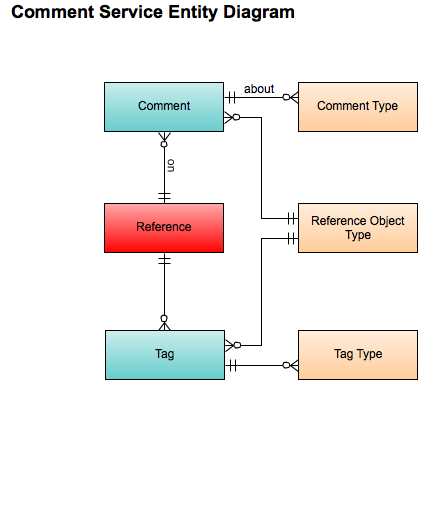 Comment Service Entity Diagram
about
Comment
Comment Type
on
Reference
Reference Object
Type
Tag
Tag Type